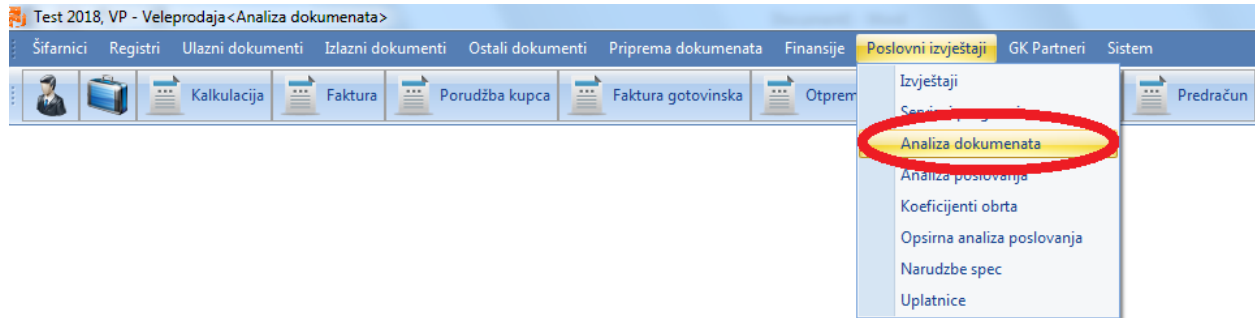 Test 2018, VP - Veleprodaja<Analiza dokumenata>
Šifarnici Registri Ulazni dokumenti Izlazni dokumenti Ostali dokumenti Priprema dokumenata Finansije Poslovni izvještaji GK Partneri Sistem
Kalkulacija Faktura Porudžba kupca Faktura gotovinska Otprem Predračun
Izvještaji
Analiza dokumenata
Analiza poslovanja
Koeficijenti obrta
Opsirna analiza poslovanja
Narudzbe spec
Uplatnice